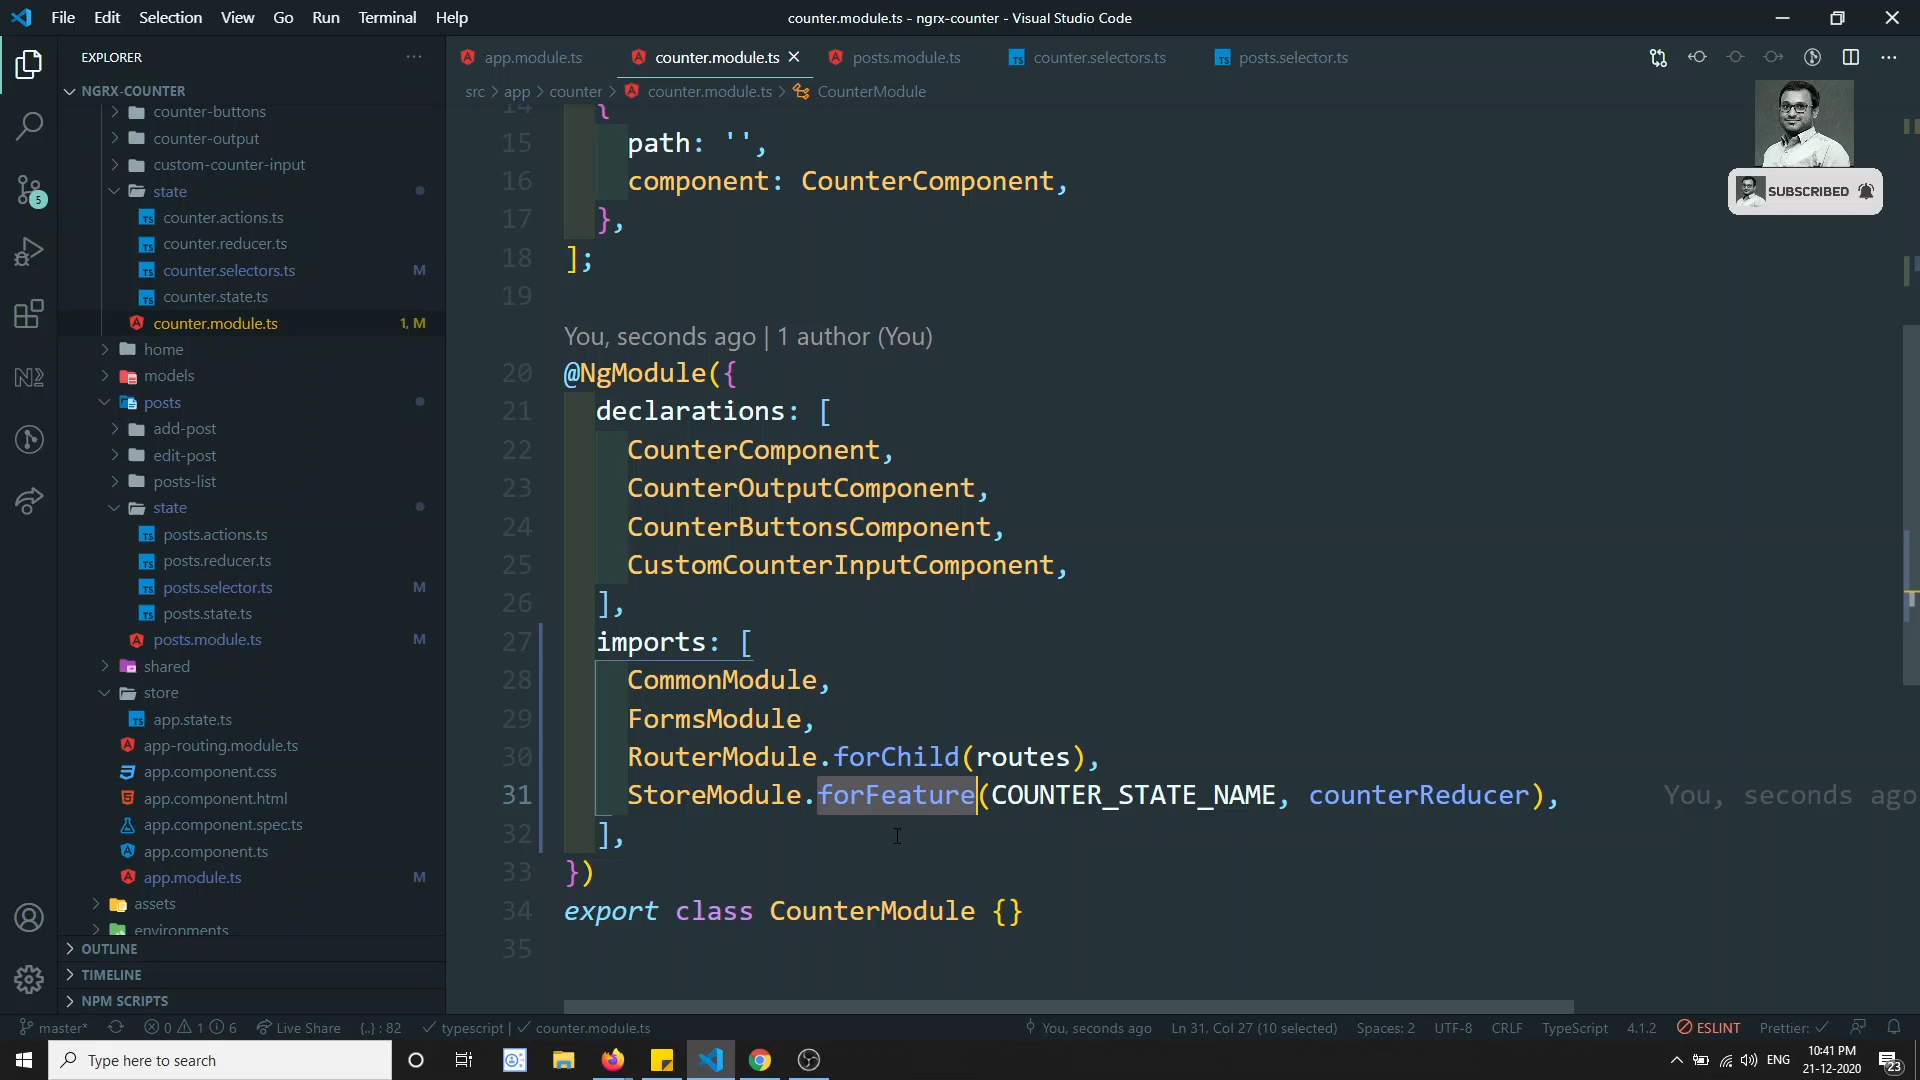 File Edit Selection View Go Run Terminal Help
counter.module.ts - ngrx-counter - Visual Studio Code
EXPLORER
app.module.ts
counter.module.ts
posts.module.ts
counter.selectors.ts
posts.selector.ts
NGRX-COUNTER
src > app > counter > counter.module.ts > CounterModule
counter-buttons
counter-output
custom-counter-input
state
counter.actions.ts
counter.reducer.ts
counter.selectors.ts M
counter.state.ts
counter.module.ts 1, M
home
models
posts
add-post
edit-post
posts-list
state
posts.actions.ts
posts.reducer.ts
posts.selector.ts M
posts.state.ts
posts.module.ts M
shared
store
app.state.ts
app-routing.module.ts
app.component.css
app.component.html
app.component.spec.ts
app.component.ts
app.module.ts M
assets
environments
OUTLINE
TIMELINE
NPM SCRIPTS
5
14 {
15 path: '',
16 component: CounterComponent,
17 },
18 ];
19
You, seconds ago | 1 author (You)
20 @NgModule({
21 declarations: [
22 CounterComponent,
23 CounterOutputComponent,
24 CounterButtonsComponent,
25 CustomCounterInputComponent,
26 ],
27 imports: [
28 CommonModule,
29 FormsModule,
30 RouterModule.forChild(routes),
31 StoreModule.forFeature(COUNTER_STATE_NAME, counterReducer), You, seconds ago
32 ],
33 })
34 export class CounterModule {}
35
SUBSCRIBED
master* 0 1 6 Live Share {..} : 82 typescript | counter.module.ts
You, seconds ago Ln 31, Col 27 (10 selected) Spaces: 2 UTF-8 CRLF TypeScript 4.1.2 ESLINT Prettier:
Type here to search
ENG
10:41 PM
21-12-2020
23